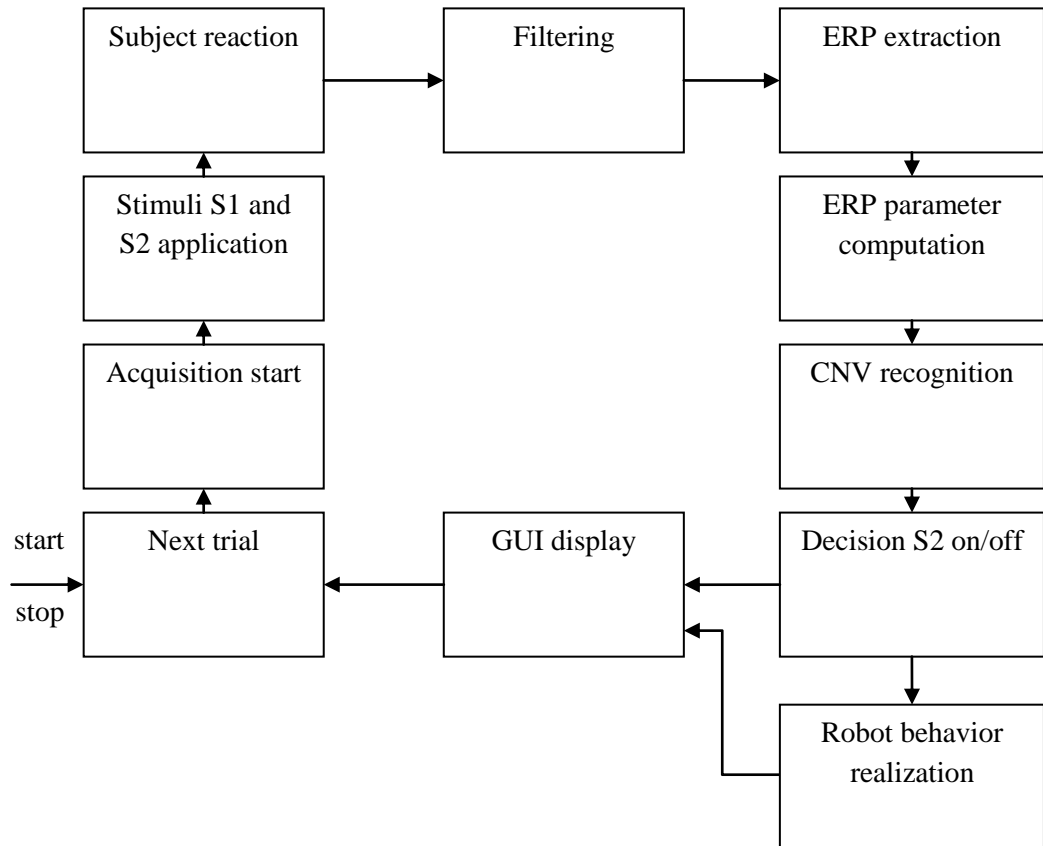 Subject reaction
Filtering
ERP extraction
Stimuli S1 and
S2 application
ERP parameter
computation
Acquisition start
CNV recognition
start
stop
Next trial
GUI display
Decision S2 on/off
Robot behavior
realization